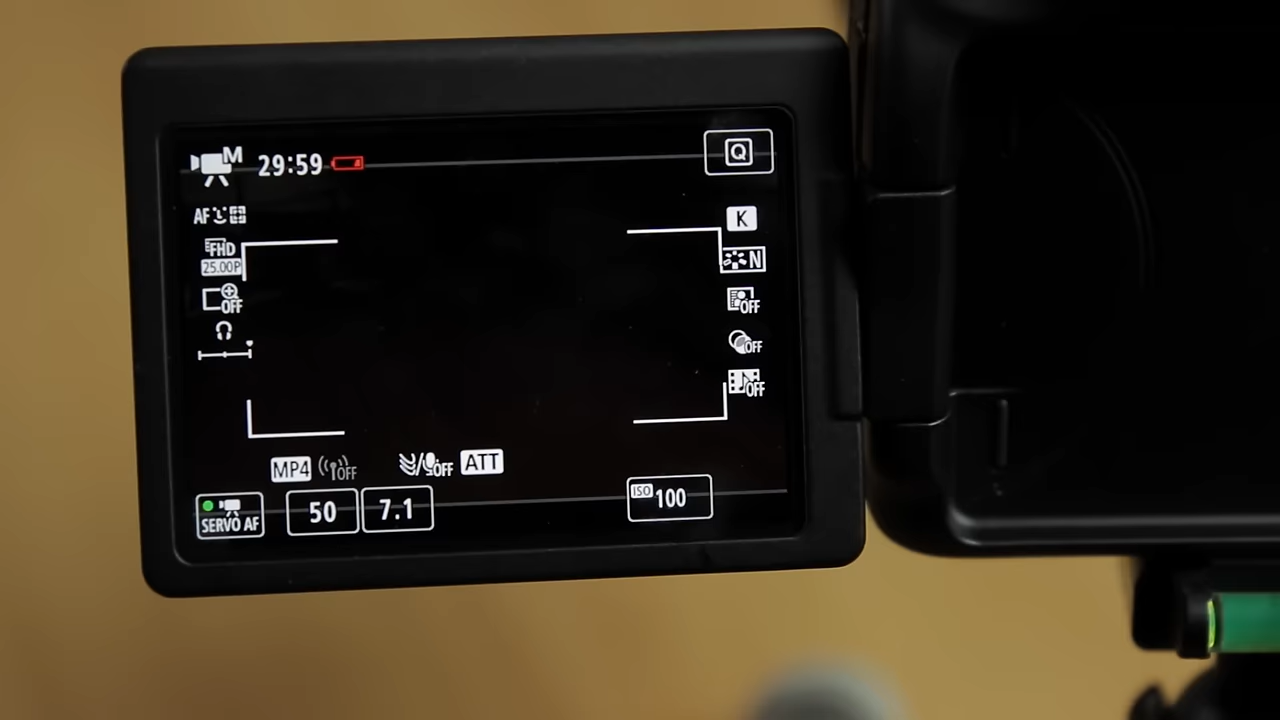 M 29:59 Q
AF
FHD
25.00P
OFF
K
N
OFF
OFF
OFF
MP4 OFF OFF ATT
SERVO AF 50 7.1 ISO 100